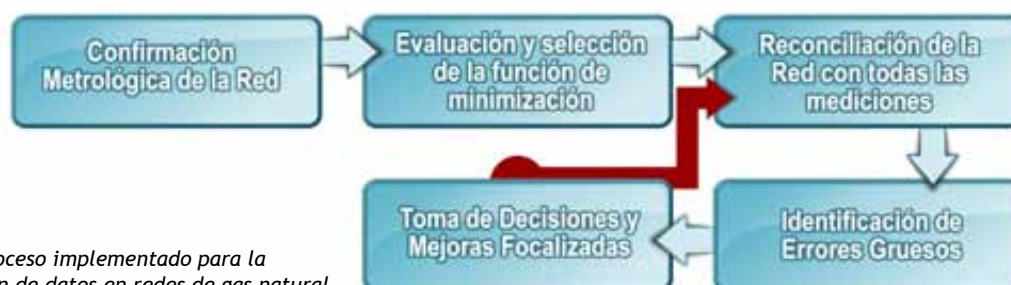 Confirmación
Metrológica de la Red
Evaluación y selección
de la función de
minimización
Reconciliación de la
Red con todas las
mediciones
Toma de Decisiones y
Mejoras Focalizadas
Identificación de
Errores Gruesos
oceso implementado para la
n de datos en redes de gas natural